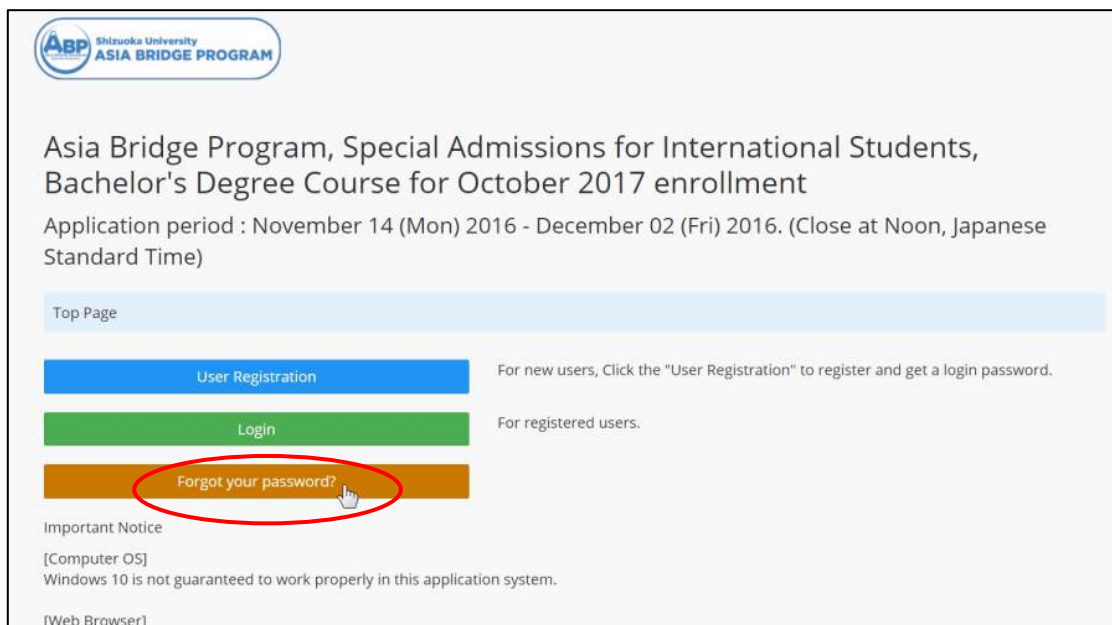 ABP
Shizuoka University
ASIA BRIDGE PROGRAM
Asia Bridge Program, Special Admissions for International Students,
Bachelor's Degree Course for October 2017 enrollment
Application period : November 14 (Mon) 2016 - December 02 (Fri) 2016. (Close at Noon, Japanese
Standard Time)
Top Page
User Registration
For new users, Click the "User Registration" to register and get a login password.
Login
For registered users.
Forgot your password?
Important Notice
[Computer OS]
Windows 10 is not guaranteed to work properly in this application system.
[Web Browser]